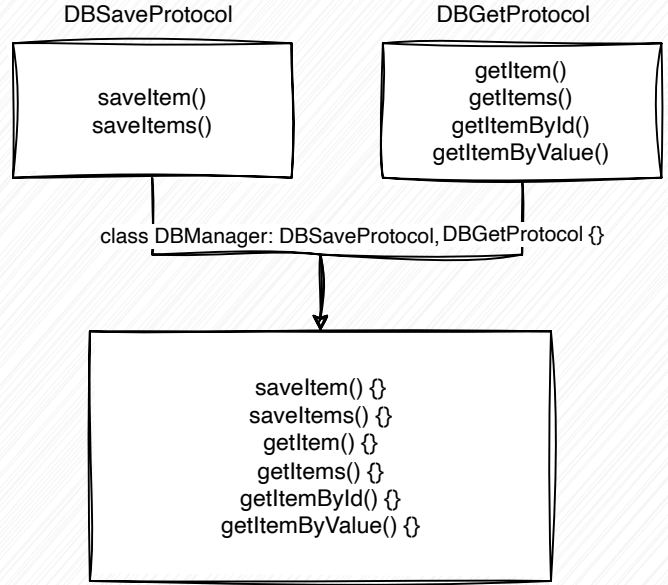 DBSaveProtocol
saveItem()
saveItems()
DBGetProtocol
getItem()
getItems()
getItemById()
getItemByValue()
class DBManager: DBSaveProtocol, DBGetProtocol {}
saveItem() {}
saveItems() {}
getItem() {}
getItems() {}
getItemById() {}
getItemByValue() {}